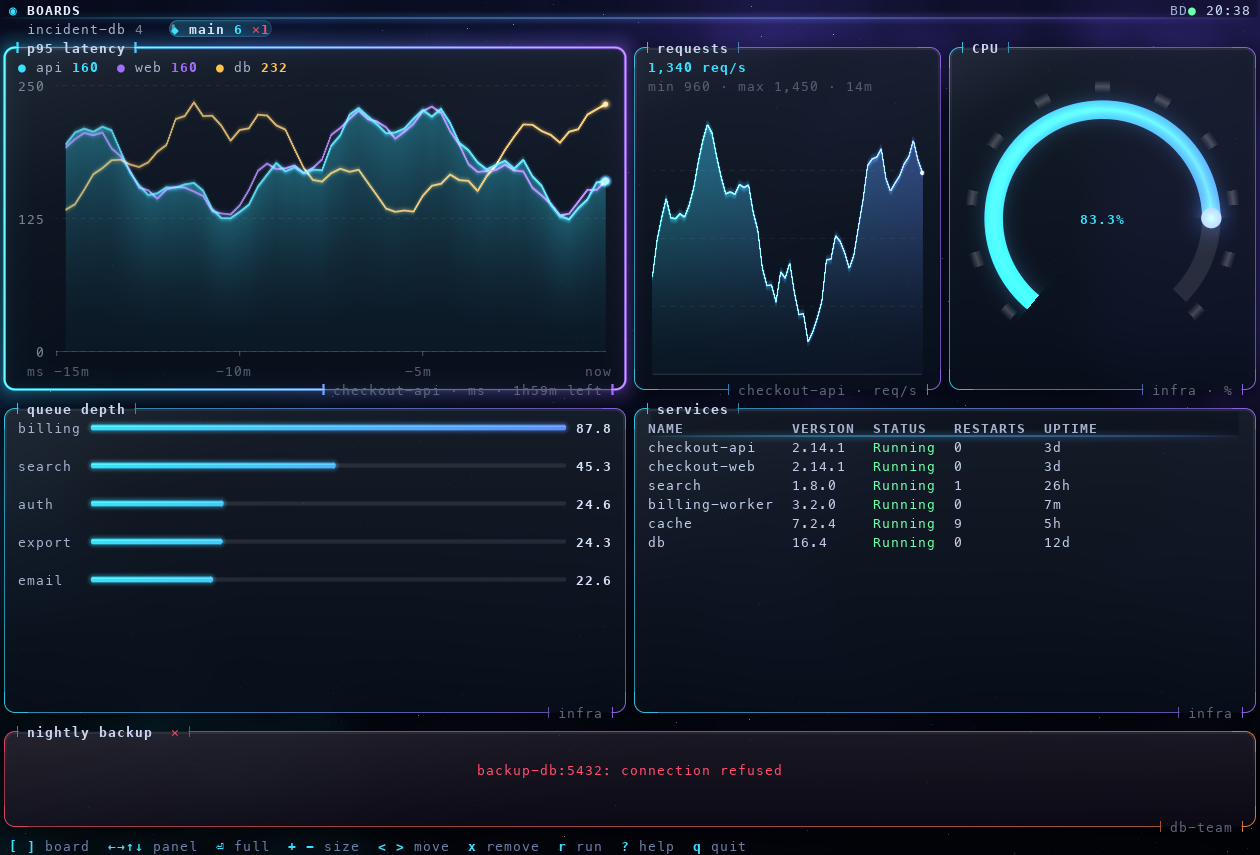 ◉ BOARDS BD● 20:38
incident-db 4 ◆ main 6 ×1
p95 latency
● api 160 ● web 160 ● db 232
250
125
0
ms −15m −10m −5m now
checkout-api · ms · 1h59m left
requests
1,340 req/s
min 960 · max 1,450 · 14m
checkout-api · req/s
CPU
83.3%
infra · %
queue depth
billing 87.8
search 45.3
auth 24.6
export 24.3
email 22.6
infra
services
NAME VERSION STATUS RESTARTS UPTIME
checkout-api 2.14.1 Running 0 3d
checkout-web 2.14.1 Running 0 3d
search 1.8.0 Running 1 26h
billing-worker 3.2.0 Running 0 7m
cache 7.2.4 Running 9 5h
db 16.4 Running 0 12d
infra
nightly backup ×
backup-db:5432: connection refused
db-team
[ ] board ←→↑↓ panel ⏎ full + − size < > move x remove r run ? help q quit